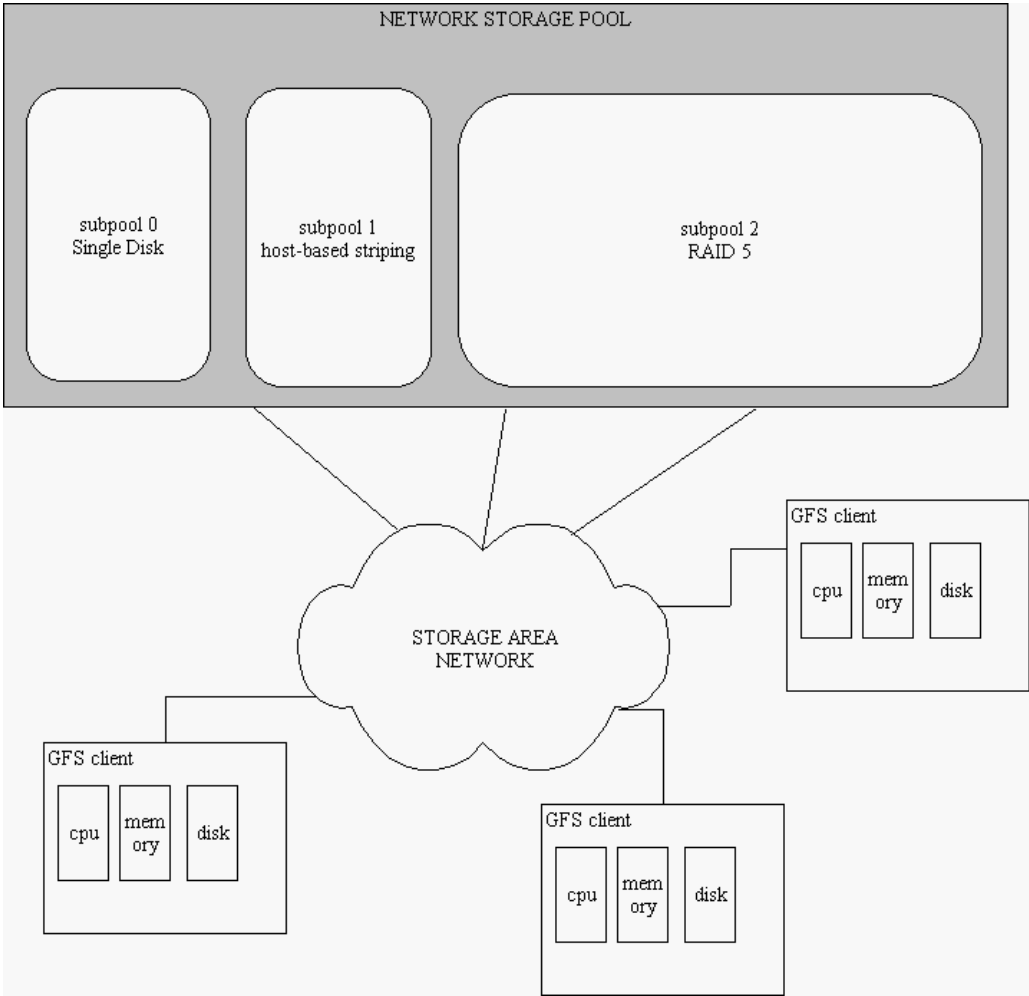 NETWORK STORAGE POOL
subpool 0
Single Disk
subpool 1
host-based striping
subpool 2
RAID 5
STORAGE AREA
NETWORK
GFS client
cpu
mem
ory
disk
GFS client
cpu
mem
ory
disk
GFS client
cpu
mem
ory
disk